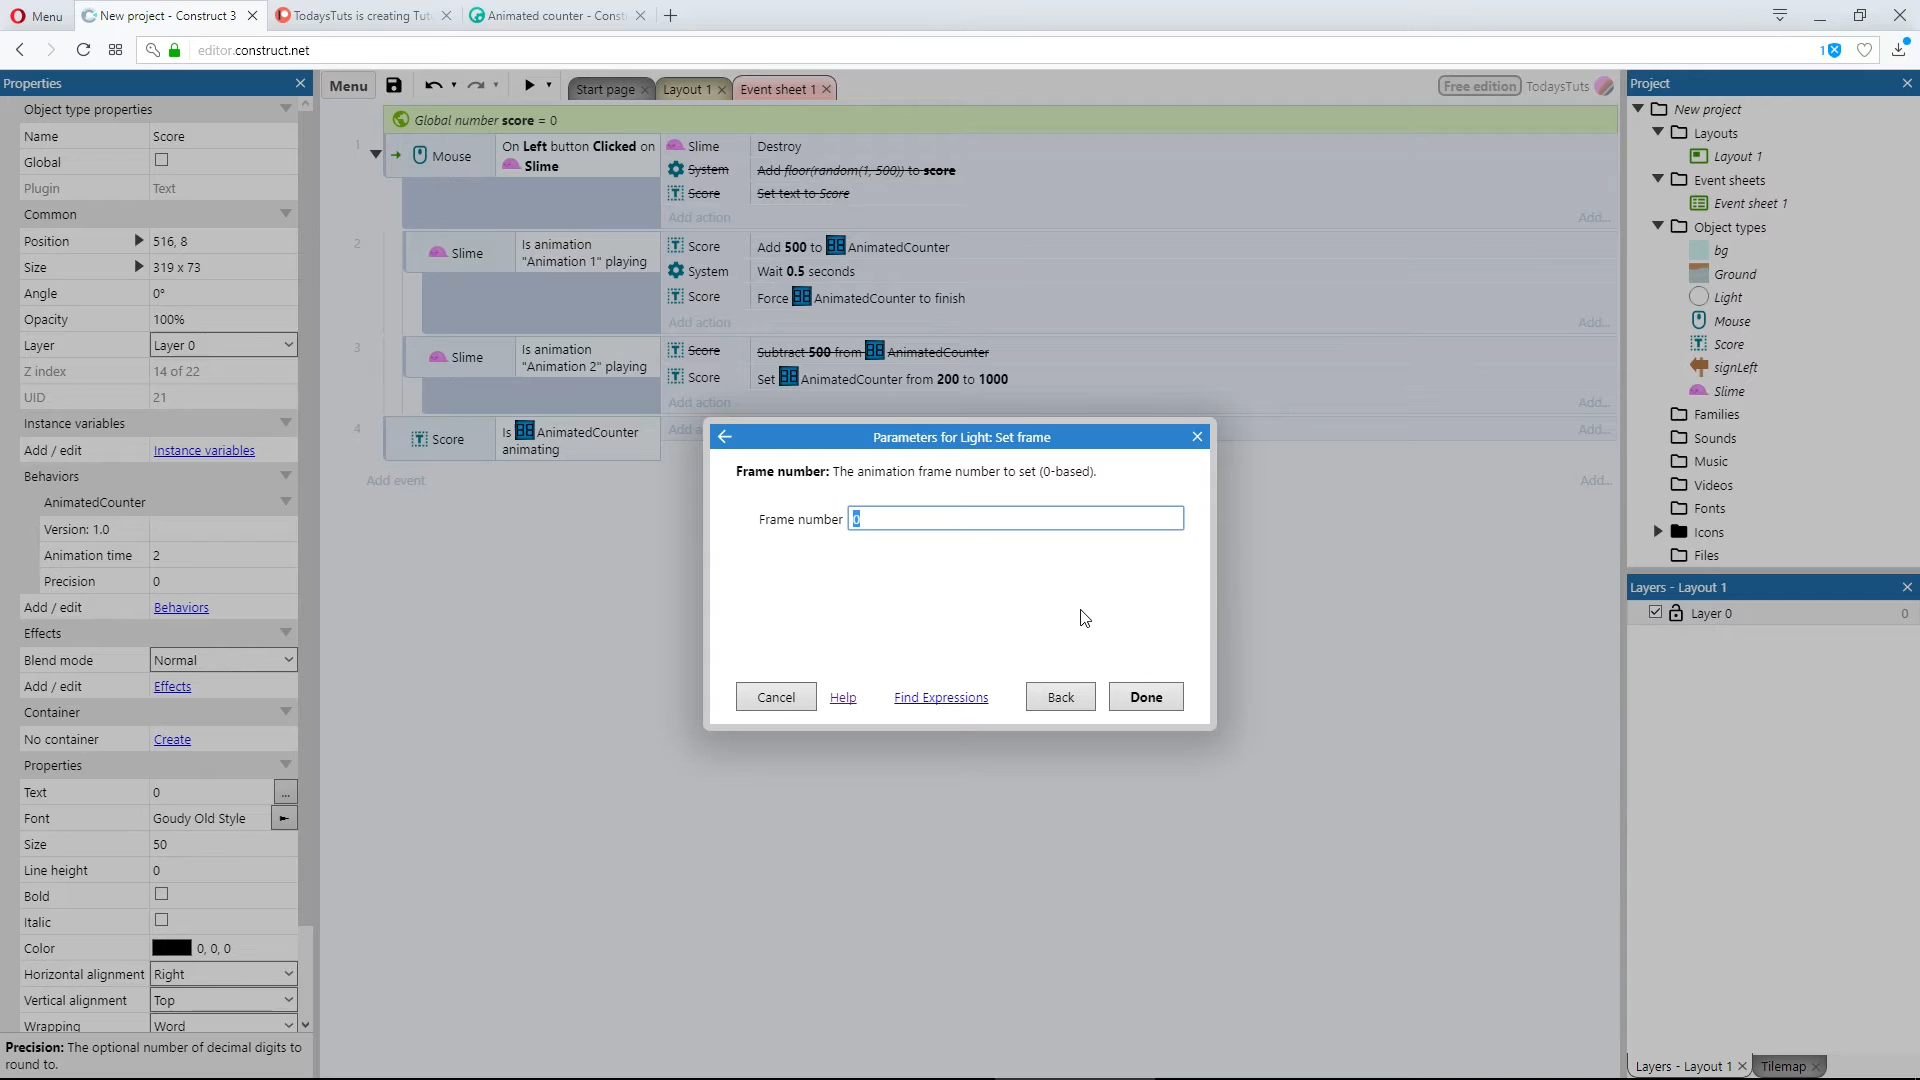 Menu
New project - Construct 3
TodaysTuts is creating Tut
Animated counter - Const
editor.construct.net
1
Properties
Object type properties
Name Score
Global
Plugin Text
Common
Position 516, 8
Size 319 x 73
Angle 0°
Opacity 100%
Layer Layer 0
Z index 14 of 22
UID 21
Instance variables
Add / edit Instance variables
Behaviors
AnimatedCounter
Version: 1.0
Animation time 2
Precision 0
Add / edit Behaviors
Effects
Blend mode Normal
Add / edit Effects
Container
No container Create
Properties
Text 0 ...
Font Goudy Old Style
Size 50
Line height 0
Bold
Italic
Color 0, 0, 0
Horizontal alignment Right
Vertical alignment Top
Wrapping Word
Precision: The optional number of decimal digits to
round to.
Menu
Start page
Layout 1
Event sheet 1
Free edition TodaysTuts
Global number score = 0
1
Mouse
On Left button Clicked on
Slime
Slime Destroy
System Add floor(random(1, 500)) to score
Score Set text to Score
Add action Add...
2
Slime
Is animation
"Animation 1" playing
Score Add 500 to AnimatedCounter
System Wait 0.5 seconds
Score Force AnimatedCounter to finish
Add action Add...
3
Slime
Is animation
"Animation 2" playing
Score Subtract 500 from AnimatedCounter
Score Set AnimatedCounter from 200 to 1000
Add action Add...
4
Score
Is AnimatedCounter
animating
Add a Add...
Add event Add...
Parameters for Light: Set frame
Frame number: The animation frame number to set (0-based).
Frame number 0
Cancel Help Find Expressions Back Done
Project
New project
Layouts
Layout 1
Event sheets
Event sheet 1
Object types
bg
Ground
Light
Mouse
Score
signLeft
Slime
Families
Sounds
Music
Videos
Fonts
Icons
Files
Layers - Layout 1
Layer 0 0
Layers - Layout 1 Tilemap